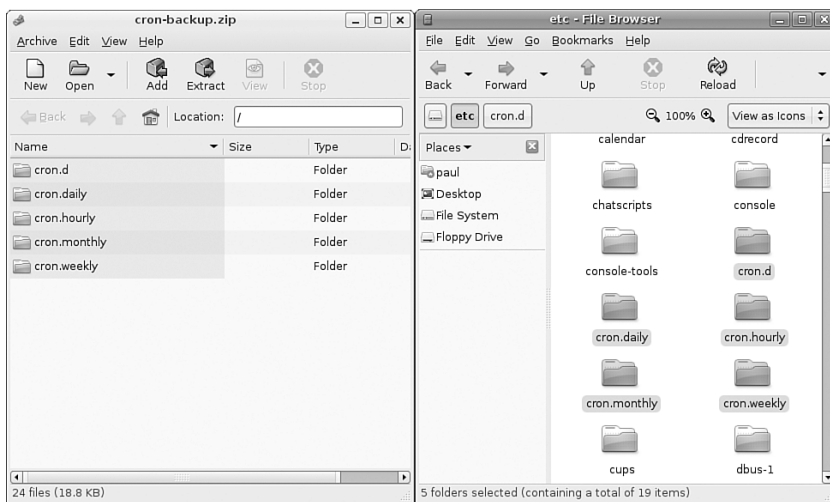 cron-backup.zip
Archive Edit View Help
New Open Add Extract View Stop
Back Location: /
Name Size Type
cron.d Folder
cron.daily Folder
cron.hourly Folder
cron.monthly Folder
cron.weekly Folder
24 files (18.8 KB)
etc - File Browser
File Edit View Go Bookmarks Help
Back Forward Up Stop Reload
etc cron.d 100% View as Icons
Places
paul
Desktop
File System
Floppy Drive
calendar cdrecord
chatscripts console
console-tools cron.d
cron.daily cron.hourly
cron.monthly cron.weekly
cups dbus-1
5 folders selected (containing a total of 19 items)